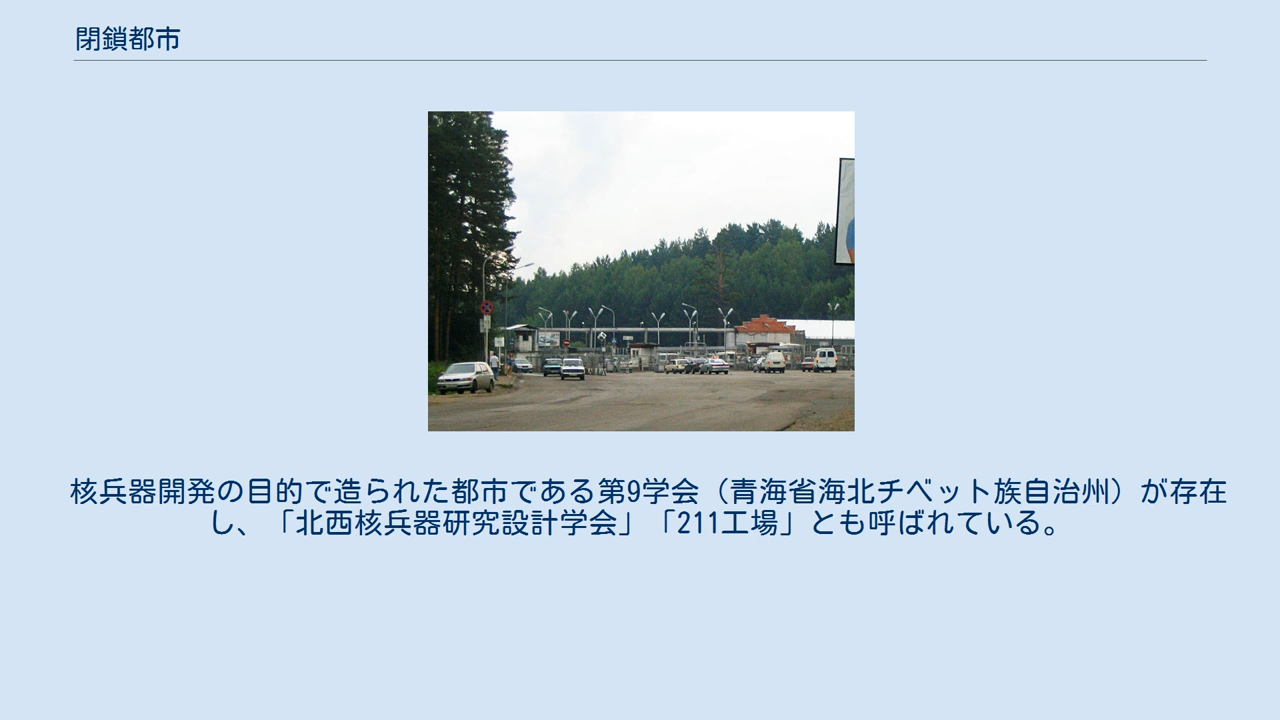 閉鎖都市
核兵器開発の目的で造られた都市である第9学会（青海省海北チベット族自治州）が存在
し、「北西核兵器研究設計学会」「211工場」とも呼ばれている。